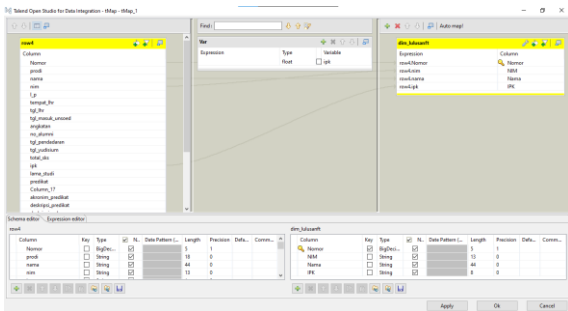 Talend Open Studio for Data Integration - tMap - tMap_1
Find:
Auto map!
row4
Column
Nomor
prodi
nama
nim
l_p
tempat_lhr
tgl_lhr
tgl_masuk_unsoed
angkatan
no_alumni
tgl_pendadaran
tgl_yudisium
total_sks
ipk
lama_studi
predikat
Column_17
akronim_predikat
deskripsi_predikat
Var
Expression Type Variable
float ipk
dim_lulusanft
Expression Column
row4.Nomor Nomor
row4.nim NIM
row4.nama Nama
row4.ipk IPK
Schema editor Expression editor
row4
Column Key Type N.. Date Pattern (... Length Precision Defa... Comm...
Nomor BigDeci... 5 1
prodi String 18 0
nama String 44 0
nim String 13 0
dim_lulusanft
Column Key Type N.. Date Pattern (... Length Precision Defa... Comm...
Nomor BigDeci... 5 1
NIM String 13 0
Nama String 44 0
IPK String 8 0
Apply Ok Cancel